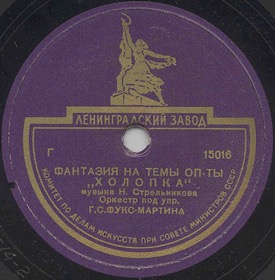 ЛЕНИНГРАДСКИЙ ЗАВОД
Г 15016
ФАНТАЗИЯ НА ТЕМЫ ОП-ТЫ
„ХОЛОПКА“-
музыка Н. Стрельникова
Оркестр под упр.
Г.С.ФУКС-МАРТИНА
КОМИТЕТ ПО ДЕЛАМ ИСКУССТВ ПРИ СОВЕТЕ МИНИСТРОВ СССР